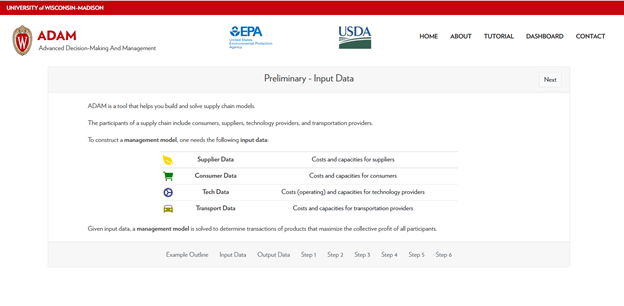 UNIVERSITY of WISCONSIN-MADISON
ADAM
Advanced Decision-Making And Management
EPA
United States
Environmental Protection
Agency
USDA
HOME ABOUT TUTORIAL DASHBOARD CONTACT
Preliminary - Input Data
Next
ADAM is a tool that helps you build and solve supply chain models.
The participants of a supply chain include consumers, suppliers, technology providers, and transportation providers.
To construct a management model, one needs the following input data:
Supplier Data Costs and capacities for suppliers
Consumer Data Costs and capacities for consumers
Tech Data Costs (operating) and capacities for technology providers
Transport Data Costs and capacities for transportation providers
Given input data, a management model is solved to determine transactions of products that maximize the collective profit of all participants.
Example Outline Input Data Output Data Step 1 Step 2 Step 3 Step 4 Step 5 Step 6